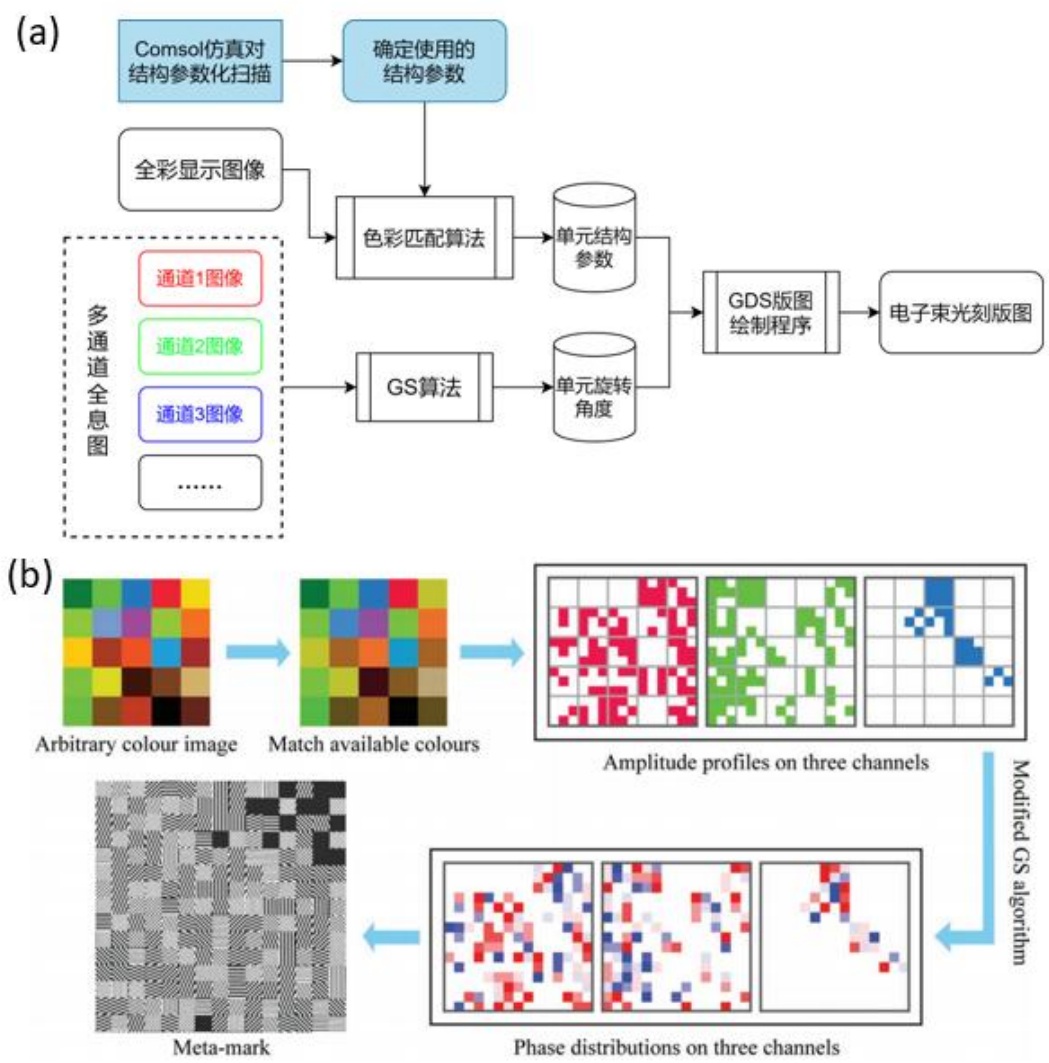 (a)
Comsol仿真对
结构参数化扫描
确定使用的
结构参数
全彩显示图像
色彩匹配算法
单元结构
参数
多通道全息图
通道1图像
通道2图像
通道3图像
······
GS算法
单元旋转
角度
GDS版图
绘制程序
电子束光刻版图
(b)
Arbitrary colour image
Match available colours
Amplitude profiles on three channels
Modified GS algorithm
Phase distributions on three channels
Meta-mark